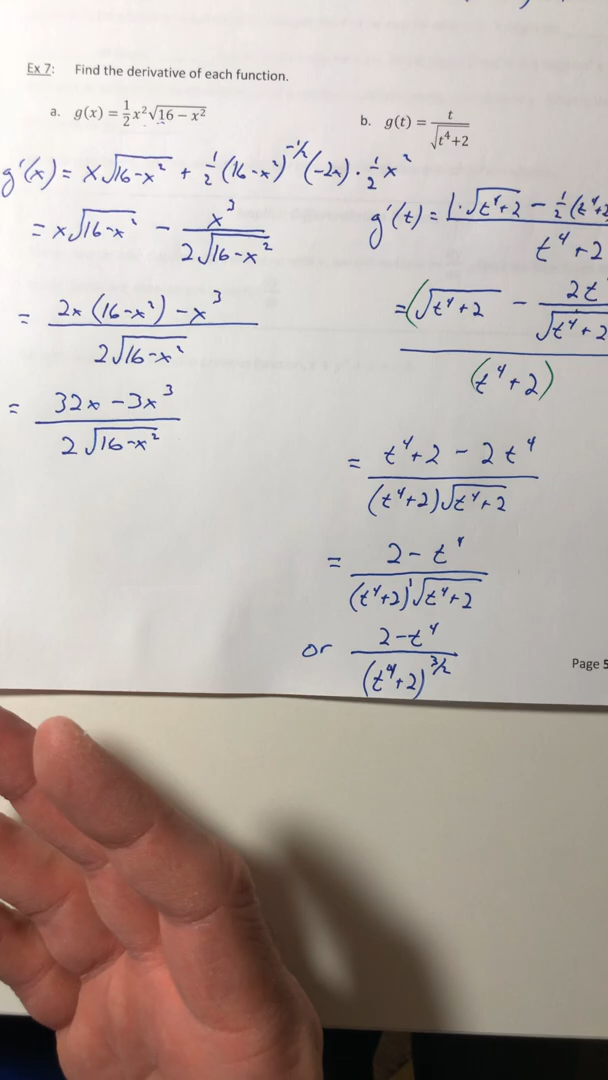 Ex 7: Find the derivative of each function.
a. g(x) = 1/2 x²√(16 − x²)
g'(x) = x√(16-x²) + 1/2 (16-x²)^(-1/2) (-2x) · 1/2 x²
= x√(16-x²) - x³/(2√(16-x²))
= (2x (16-x²) - x³)/(2√(16-x²))
= (32x - 3x³)/(2√(16-x²))
b. g(t) = t/√(t⁴+2)
g'(t) = (1·√(t⁴+2) - 1/2 (t⁴+2)/(t⁴+2)
= (√(t⁴+2) - 2t/√(t⁴+2)/(t⁴+2)
= (t⁴+2 - 2t⁴)/((t⁴+2)√(t⁴+2))
= (2 - t⁴)/((t⁴+2)¹√(t⁴+2))
or (2-t⁴)/(t⁴+2)^(3/2)
Page 5